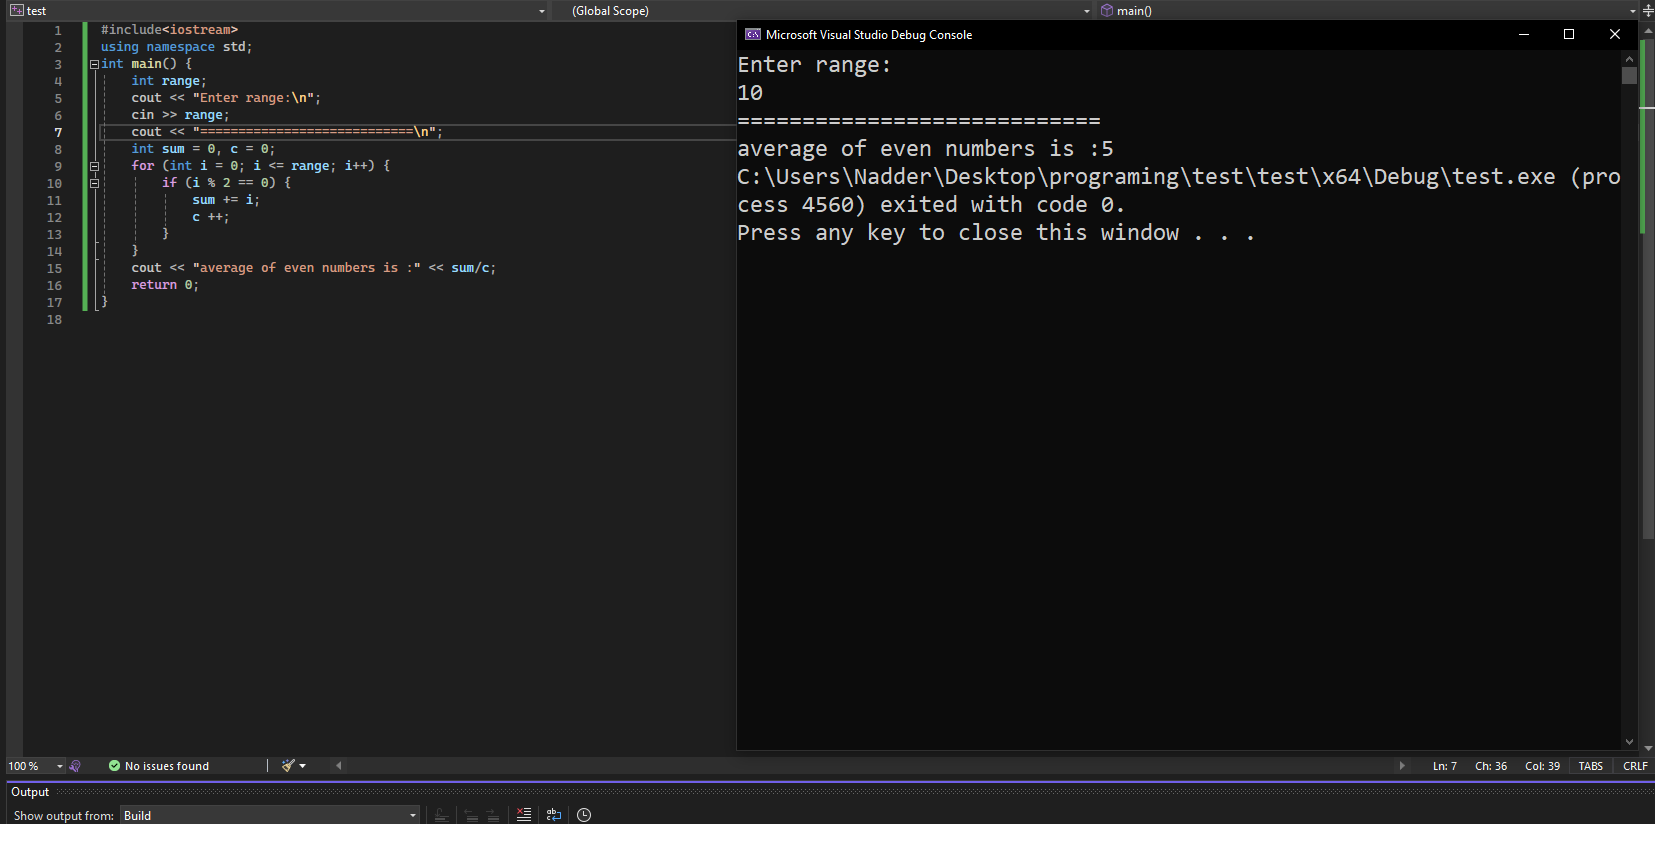 test (Global Scope) main()
1 #include<iostream>
2 using namespace std;
3 int main() {
4 int range;
5 cout << "Enter range:\n";
6 cin >> range;
7 cout << "============================\n";
8 int sum = 0, c = 0;
9 for (int i = 0; i <= range; i++) {
10 if (i % 2 == 0) {
11 sum += i;
12 c ++;
13 }
14 }
15 cout << "average of even numbers is :" << sum/c;
16 return 0;
17 }
18
Microsoft Visual Studio Debug Console
Enter range:
10
============================
average of even numbers is :5
C:\Users\Nadder\Desktop\programing\test\test\x64\Debug\test.exe (pro
cess 4560) exited with code 0.
Press any key to close this window . . .
100 % No issues found Ln: 7 Ch: 36 Col: 39 TABS CRLF
Output
Show output from: Build